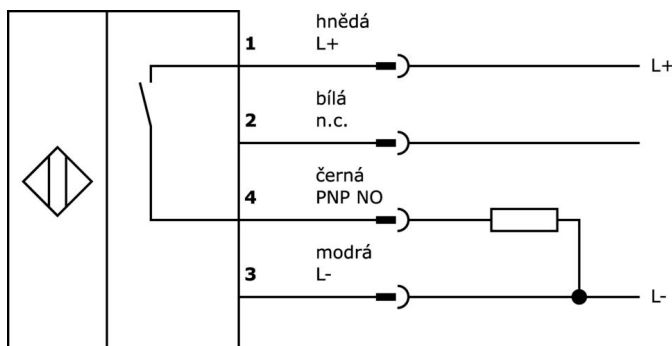 hnědá
1 L+ L+
bílá
2 n.c.
černá
4 PNP NO
modrá
3 L- L-